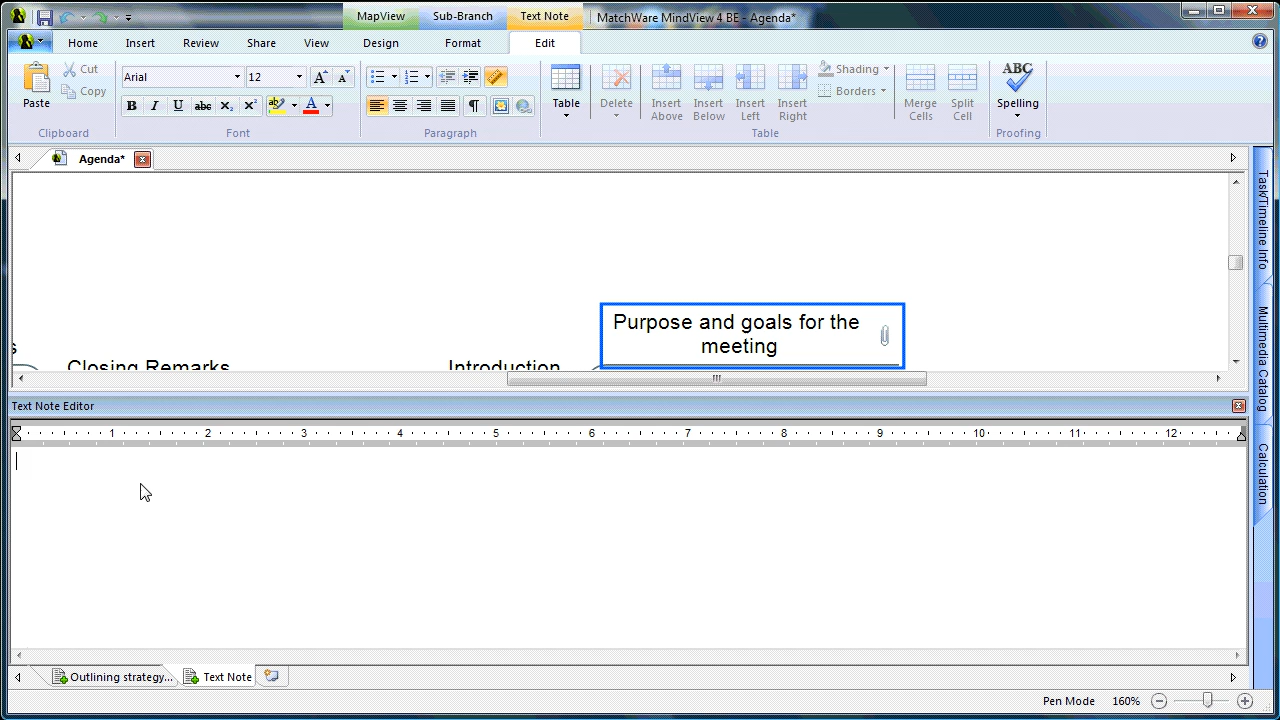 MapView Sub-Branch Text Note MatchWare MindView 4 BE - Agenda*
Home Insert Review Share View Design Format Edit
Paste Cut Copy
Clipboard
Arial 12
B I U abc X₂ X² ab A
Font
Paragraph
Table Delete Insert Above Insert Below Insert Left Insert Right Shading Borders Merge Cells Split Cell
Table
ABC
Spelling
Proofing
Agenda*
Purpose and goals for the
meeting
s
Closing Remarks Introduction
Text Note Editor
1 2 3 4 5 6 7 8 9 10 11 12
Outlining strategy... Text Note
Pen Mode 160%
Task/Timeline Info
Multimedia Catalog
Calculation